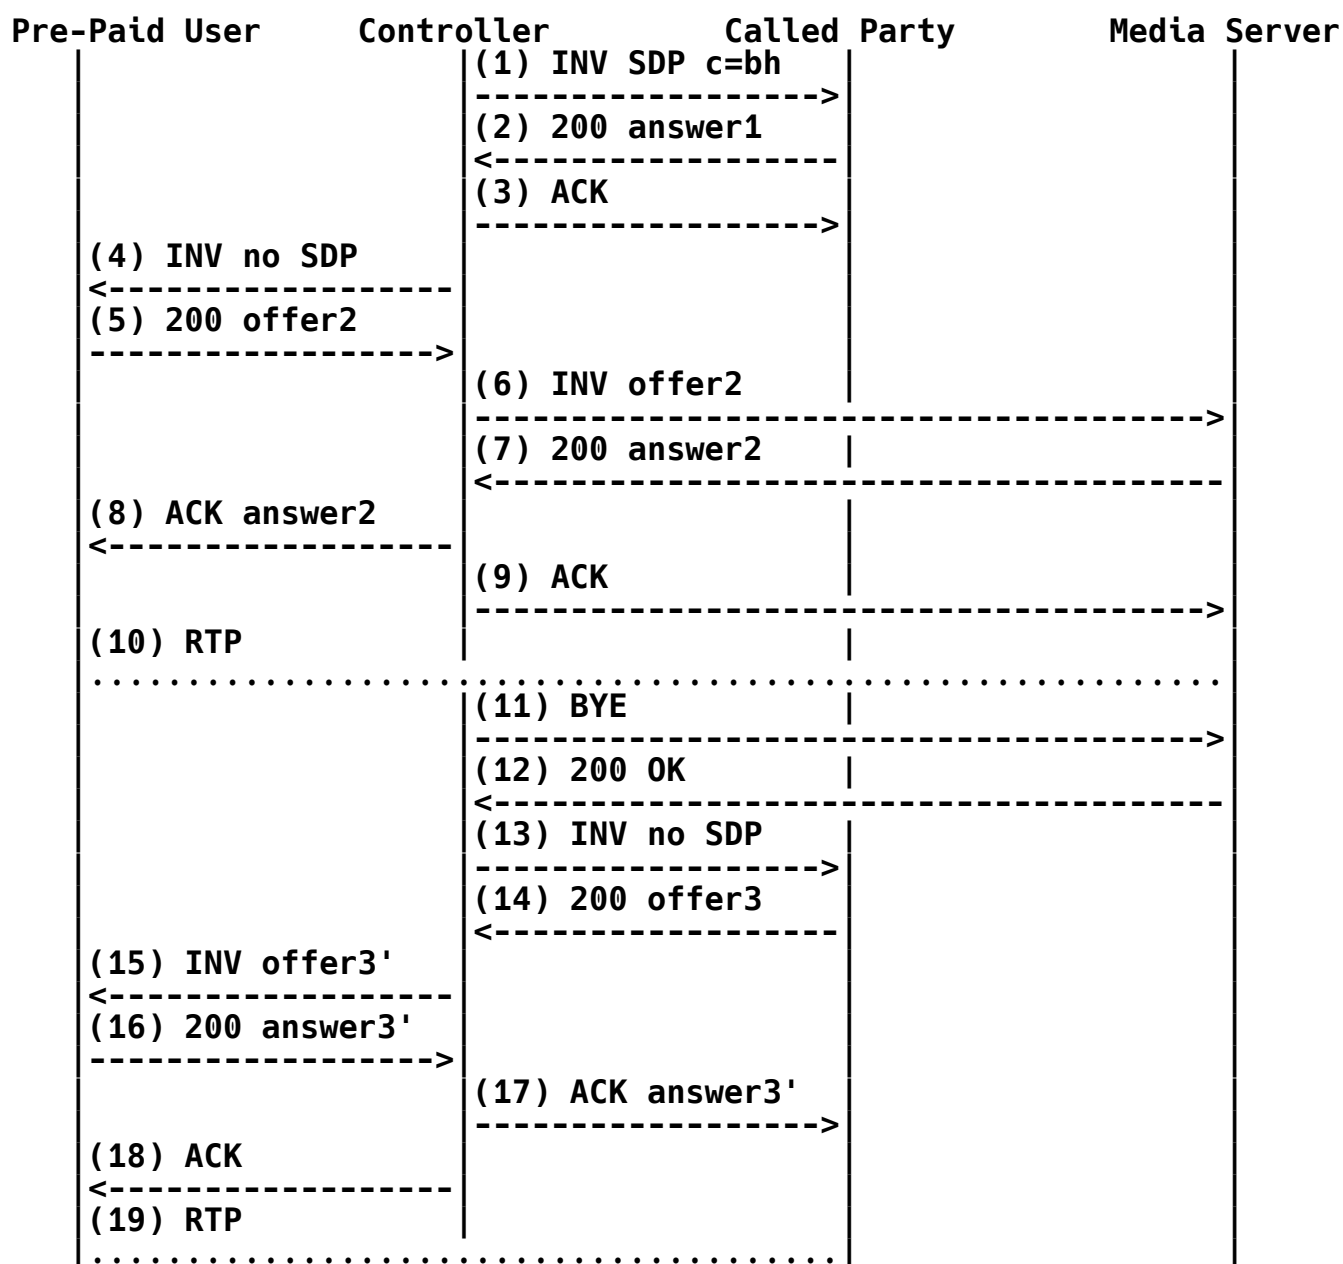 Pre-Paid User Controller Called Party Media Server
(1) INV SDP c=bh
(2) 200 answer1
(3) ACK
(4) INV no SDP
(5) 200 offer2
(6) INV offer2
(7) 200 answer2
(8) ACK answer2
(9) ACK
(10) RTP
(11) BYE
(12) 200 OK
(13) INV no SDP
(14) 200 offer3
(15) INV offer3'
(16) 200 answer3'
(17) ACK answer3'
(18) ACK
(19) RTP